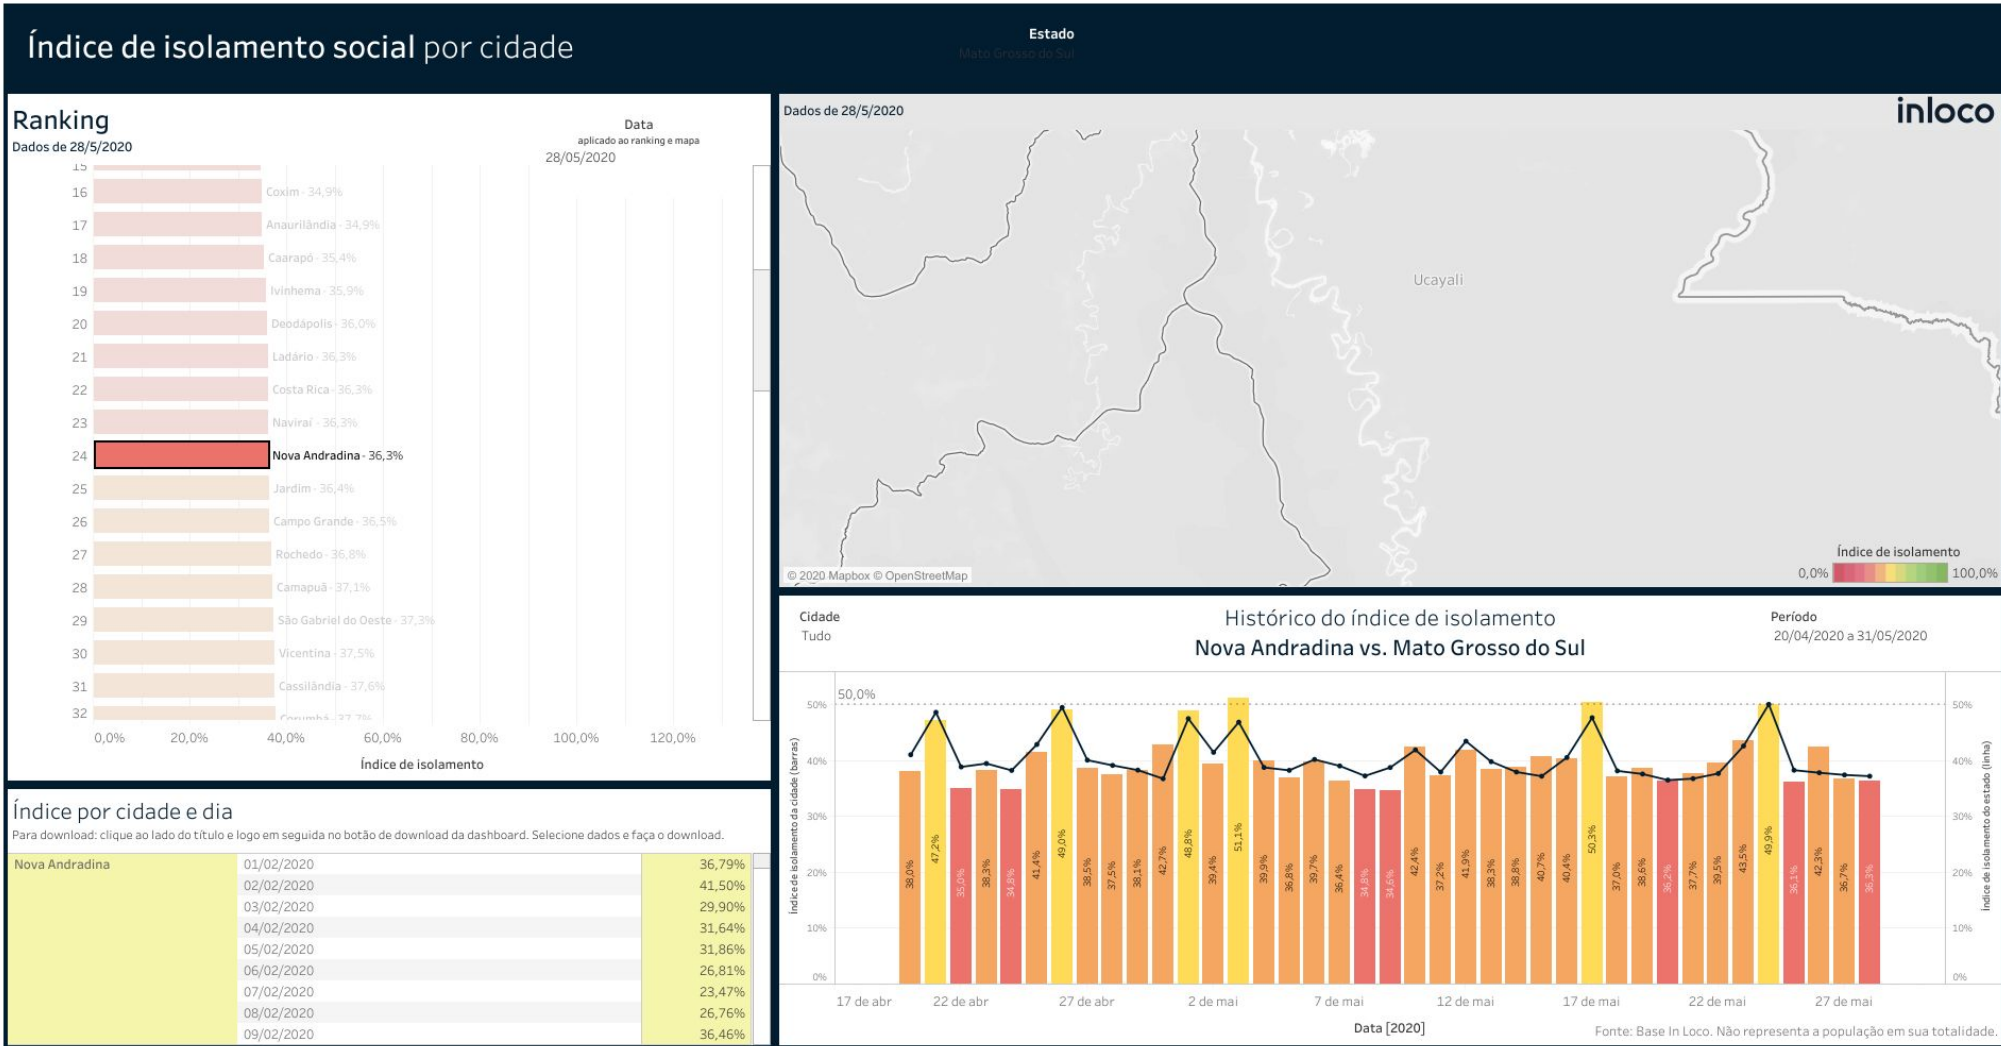 Índice de isolamento social por cidade
Estado
Mato Grosso do Sul
Ranking
Dados de 28/5/2020
Data
aplicado ao ranking e mapa
28/05/2020
15
16 Coxim - 34,9%
17 Anaurilândia - 34,9%
18 Caarapó - 35,4%
19 Ivinhema - 35,9%
20 Deodápolis - 36,0%
21 Ladário - 36,3%
22 Costa Rica - 36,3%
23 Naviraí - 36,3%
24 Nova Andradina - 36,3%
25 Jardim - 36,4%
26 Campo Grande - 36,5%
27 Rochedo - 36,8%
28 Camapuã - 37,1%
29 São Gabriel do Oeste - 37,3%
30 Vicentina - 37,5%
31 Cassilândia - 37,6%
32 Corumbá - 37,7%
0,0% 20,0% 40,0% 60,0% 80,0% 100,0% 120,0%
Índice de isolamento
Índice por cidade e dia
Para download: clique ao lado do título e logo em seguida no botão de download da dashboard. Selecione dados e faça o download.
Nova Andradina 01/02/2020 36,79%
02/02/2020 41,50%
03/02/2020 29,90%
04/02/2020 31,64%
05/02/2020 31,86%
06/02/2020 26,81%
07/02/2020 23,47%
08/02/2020 26,76%
09/02/2020 36,46%
Dados de 28/5/2020
inloco
Ucayali
© 2020 Mapbox © OpenStreetMap
Índice de isolamento
0,0% 100,0%
Cidade
Tudo
Histórico do índice de isolamento
Nova Andradina vs. Mato Grosso do Sul
Período
20/04/2020 a 31/05/2020
50,0%
Índice de isolamento da cidade (barras)
50%
40%
30%
20%
10%
0%
38,0%
47,2%
35,0%
38,3%
34,8%
41,4%
49,0%
38,5%
37,5%
38,1%
42,7%
48,8%
39,4%
51,1%
39,9%
36,8%
39,7%
36,4%
34,8%
34,6%
42,4%
37,2%
41,9%
38,3%
38,8%
40,7%
40,4%
50,3%
37,0%
38,6%
36,2%
37,7%
39,5%
43,5%
49,9%
36,1%
42,3%
36,7%
36,3%
50%
40%
30%
20%
10%
0%
Índice de isolamento do estado (linha)
17 de abr 22 de abr 27 de abr 2 de mai 7 de mai 12 de mai 17 de mai 22 de mai 27 de mai
Data [2020]
Fonte: Base In Loco. Não representa a população em sua totalidade.